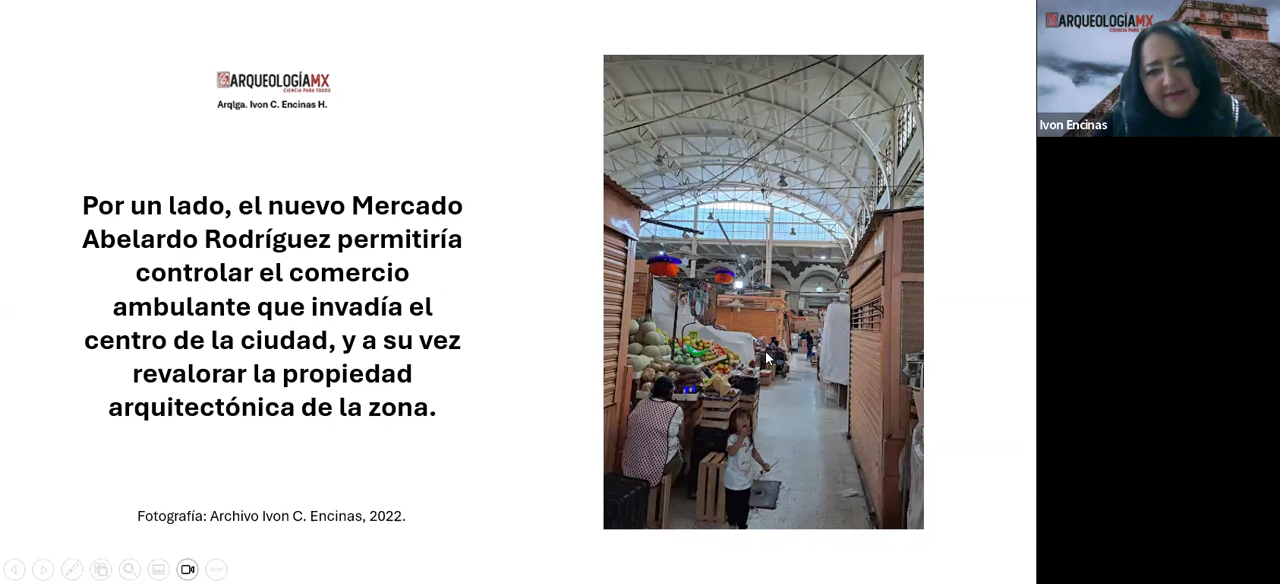 ARQUEOLOGÍAMX
CIENCIA PARA TODOS
Arqlga. Ivon C. Encinas H.
Por un lado, el nuevo Mercado
Abelardo Rodríguez permitiría
controlar el comercio
ambulante que invadía el
centro de la ciudad, y a su vez
revalorar la propiedad
arquitectónica de la zona.
Fotografía: Archivo Ivon C. Encinas, 2022.
ARQUEOLOGÍAMX
Ivon Encinas